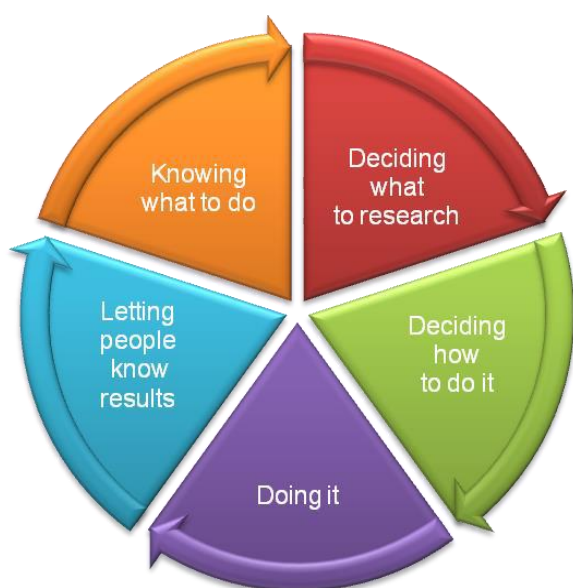 Knowing
what to do
Deciding
what
to research
Letting
people
know
results
Deciding
how
to do it
Doing it